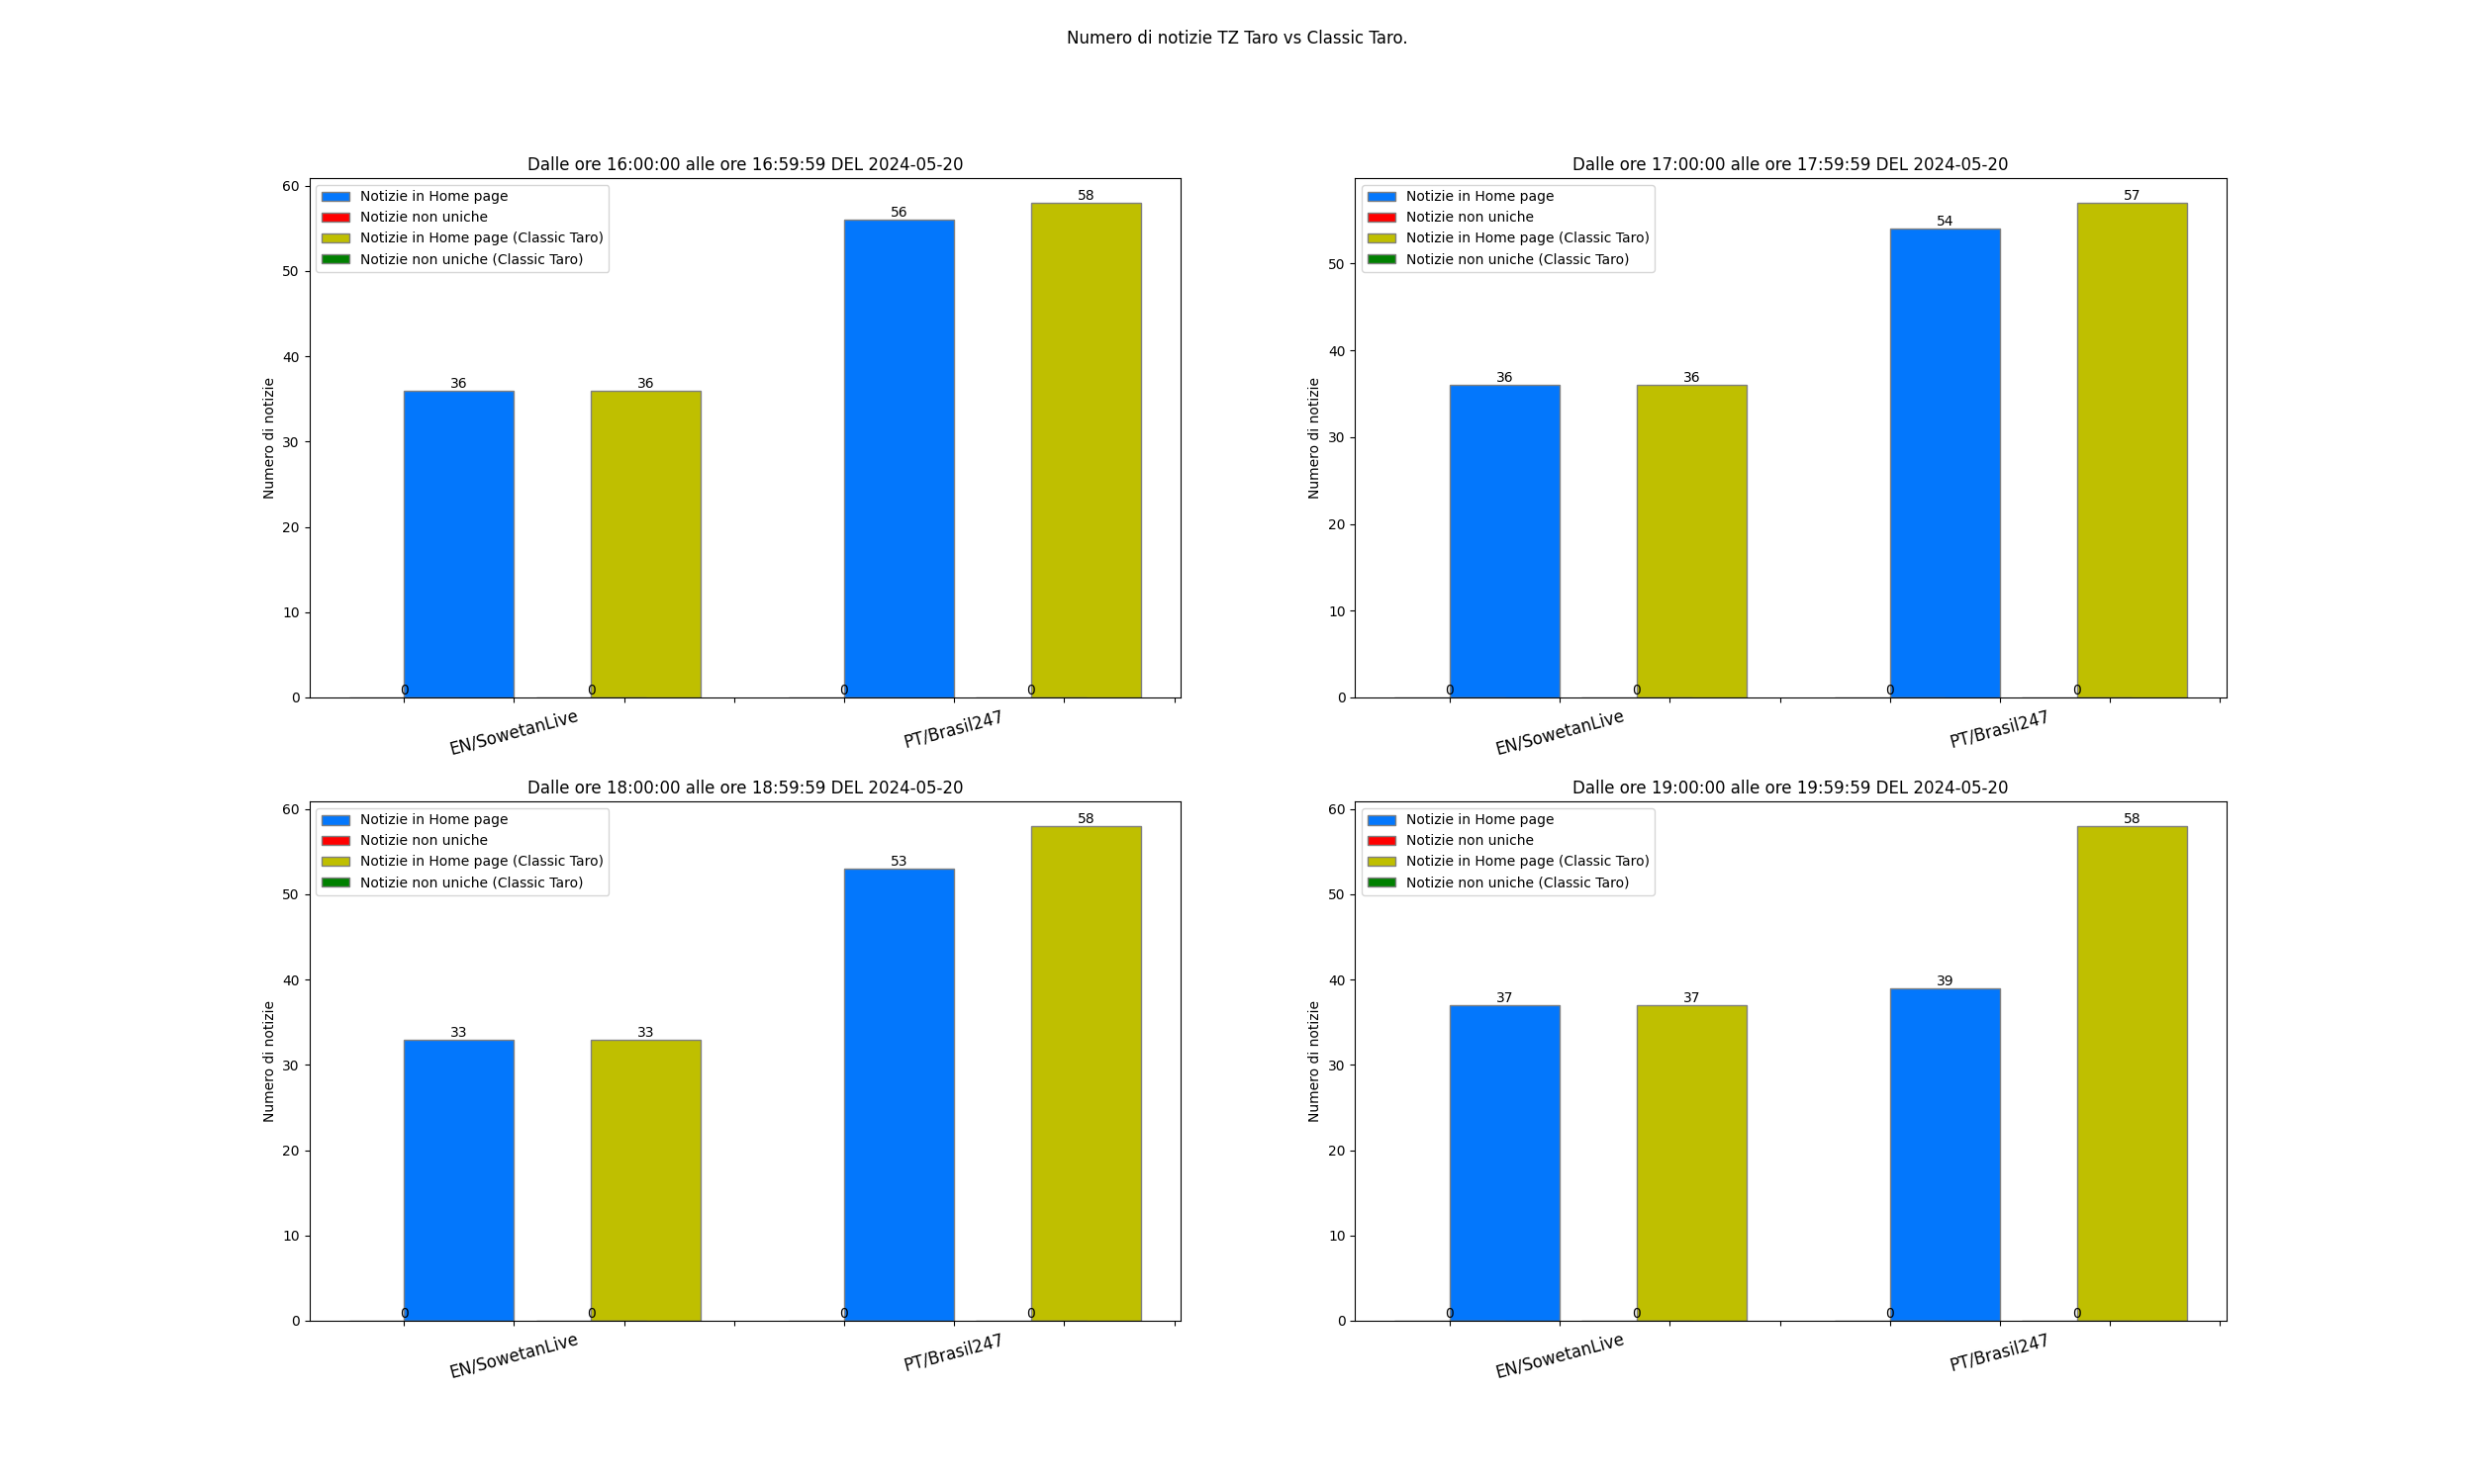 Numero di notizie TZ Taro vs Classic Taro.
Dalle ore 16:00:00 alle ore 16:59:59 DEL 2024-05-20
Notizie in Home page
Notizie non uniche
Notizie in Home page (Classic Taro)
Notizie non uniche (Classic Taro)
Numero di notizie
60
50
40
30
20
10
0
36
36
56
58
0
0
0
0
EN/SowetanLive
PT/Brasil247
Dalle ore 17:00:00 alle ore 17:59:59 DEL 2024-05-20
Notizie in Home page
Notizie non uniche
Notizie in Home page (Classic Taro)
Notizie non uniche (Classic Taro)
Numero di notizie
50
40
30
20
10
0
36
36
54
57
0
0
0
0
EN/SowetanLive
PT/Brasil247
Dalle ore 18:00:00 alle ore 18:59:59 DEL 2024-05-20
Notizie in Home page
Notizie non uniche
Notizie in Home page (Classic Taro)
Notizie non uniche (Classic Taro)
Numero di notizie
60
50
40
30
20
10
0
33
33
53
58
0
0
0
0
EN/SowetanLive
PT/Brasil247
Dalle ore 19:00:00 alle ore 19:59:59 DEL 2024-05-20
Notizie in Home page
Notizie non uniche
Notizie in Home page (Classic Taro)
Notizie non uniche (Classic Taro)
Numero di notizie
60
50
40
30
20
10
0
37
37
39
58
0
0
0
0
EN/SowetanLive
PT/Brasil247